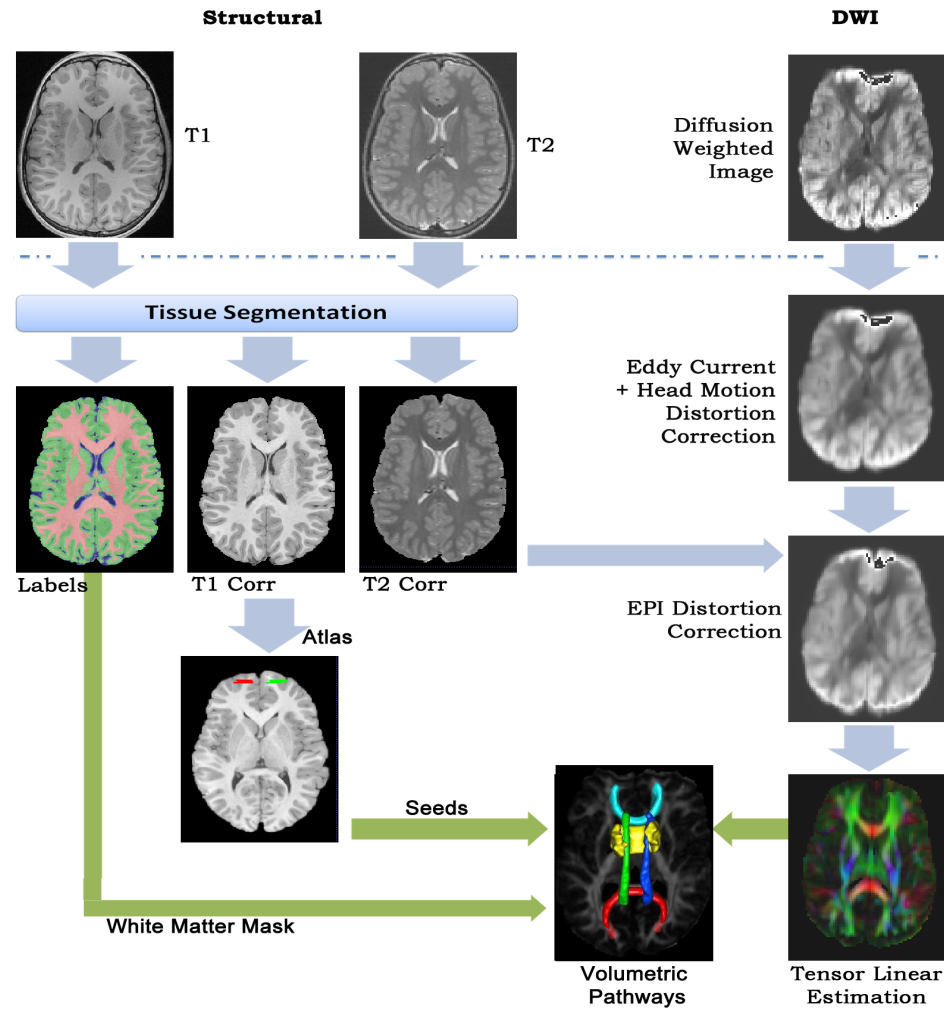 Structural
DWI
T1
T2
Diffusion
Weighted
Image
Tissue Segmentation
Eddy Current
+ Head Motion
Distortion
Correction
Labels
T1 Corr
T2 Corr
EPI Distortion
Correction
Atlas
Seeds
White Matter Mask
Volumetric
Pathways
Tensor Linear
Estimation